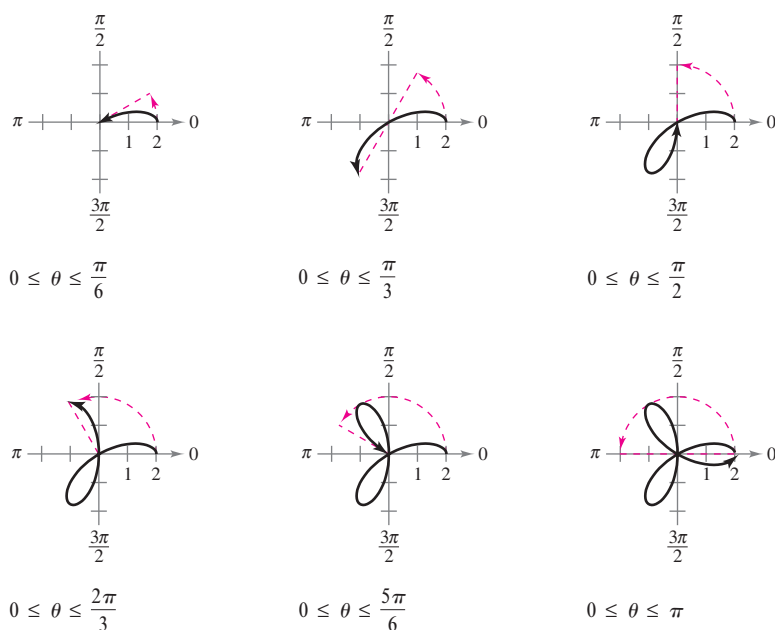 π/2 π/2 π/2
π 1 2 0 π 1 2 0 π 1 2 0
3π/2 3π/2 3π/2
0 ≤ θ ≤ π/6 0 ≤ θ ≤ π/3 0 ≤ θ ≤ π/2
π/2 π/2 π/2
π 1 2 0 π 1 2 0 π 1 2 0
3π/2 3π/2 3π/2
0 ≤ θ ≤ 2π/3 0 ≤ θ ≤ 5π/6 0 ≤ θ ≤ π